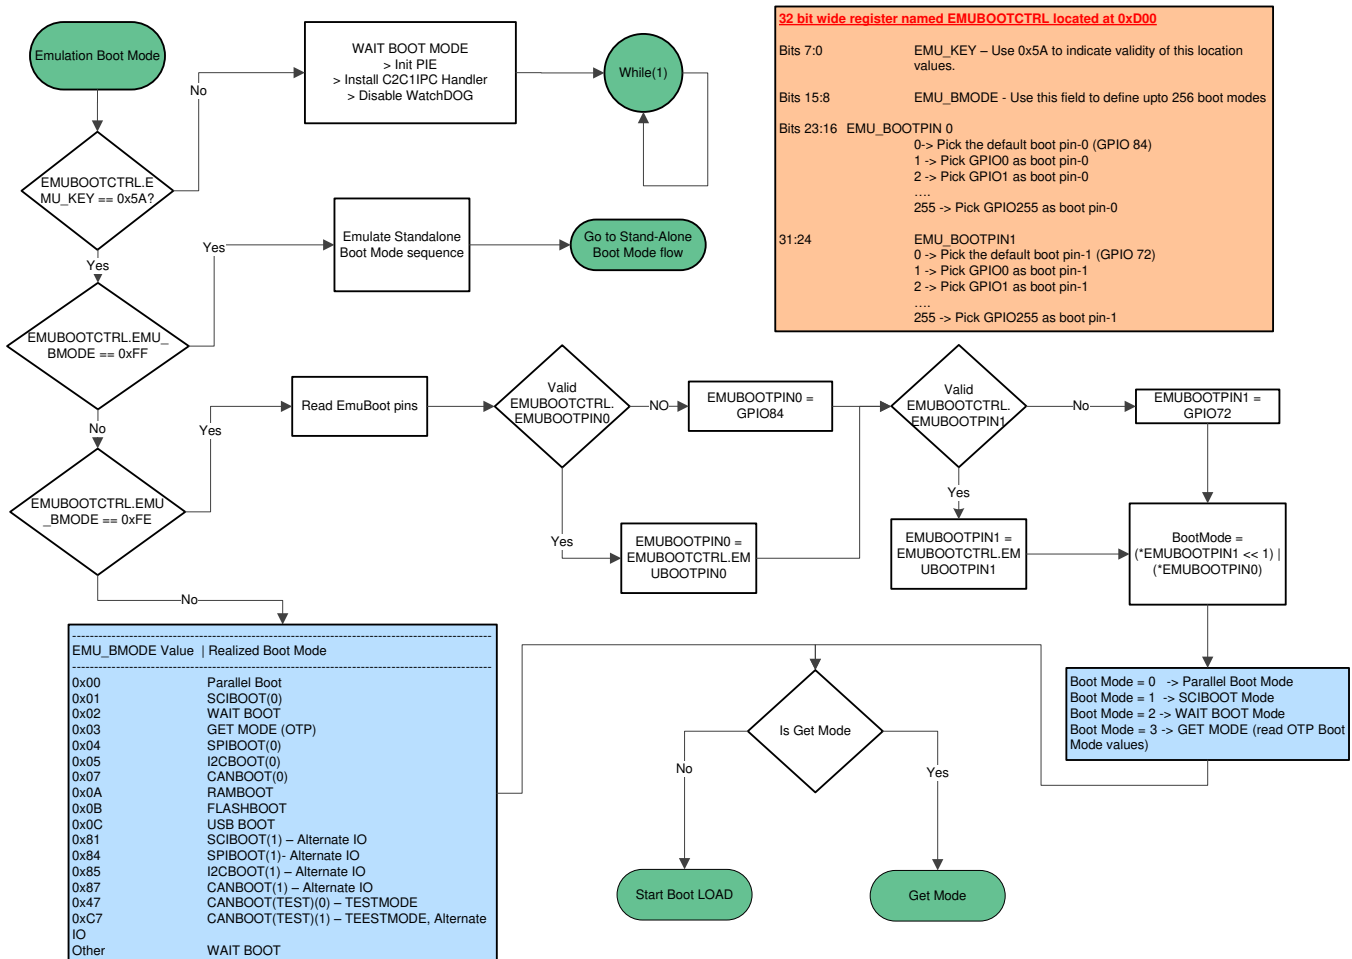 Emulation Boot Mode
No
WAIT BOOT MODE
> Init PIE
> Install C2C1IPC Handler
> Disable WatchDOG
While(1)
32 bit wide register named EMUBOOTCTRL located at 0xD00
Bits 7:0 EMU_KEY – Use 0x5A to indicate validity of this location
values.
Bits 15:8 EMU_BMODE - Use this field to define upto 256 boot modes
Bits 23:16 EMU_BOOTPIN 0
0-> Pick the default boot pin-0 (GPIO 84)
1 -> Pick GPIO0 as boot pin-0
2 -> Pick GPIO1 as boot pin-0
....
255 -> Pick GPIO255 as boot pin-0
31:24 EMU_BOOTPIN1
0 -> Pick the default boot pin-1 (GPIO 72)
1 -> Pick GPIO0 as boot pin-1
2 -> Pick GPIO1 as boot pin-1
....
255 -> Pick GPIO255 as boot pin-1
EMUBOOTCTRL.E
MU_KEY == 0x5A?
Yes
Yes
Emulate Standalone
Boot Mode sequence
Go to Stand-Alone
Boot Mode flow
EMUBOOTCTRL.EMU_
BMODE == 0xFF
No
Yes
Read EmuBoot pins
Valid
EMUBOOTCTRL.
EMUBOOTPIN0
NO
EMUBOOTPIN0 =
GPIO84
Valid
EMUBOOTCTRL.
EMUBOOTPIN1
No
EMUBOOTPIN1 =
GPIO72
EMUBOOTCTRL.EMU
_BMODE == 0xFE
Yes
EMUBOOTPIN0 =
EMUBOOTCTRL.EM
UBOOTPIN0
Yes
EMUBOOTPIN1 =
EMUBOOTCTRL.EM
UBOOTPIN1
BootMode =
(*EMUBOOTPIN1 << 1) |
(*EMUBOOTPIN0)
No
EMU_BMODE Value | Realized Boot Mode
0x00 Parallel Boot
0x01 SCIBOOT(0)
0x02 WAIT BOOT
0x03 GET MODE (OTP)
0x04 SPIBOOT(0)
0x05 I2CBOOT(0)
0x07 CANBOOT(0)
0x0A RAMBOOT
0x0B FLASHBOOT
0x0C USB BOOT
0x81 SCIBOOT(1) – Alternate IO
0x84 SPIBOOT(1)- Alternate IO
0x85 I2CBOOT(1) – Alternate IO
0x87 CANBOOT(1) – Alternate IO
0x47 CANBOOT(TEST)(0) – TESTMODE
0xC7 CANBOOT(TEST)(1) – TEESTMODE, Alternate
IO
Other WAIT BOOT
Boot Mode = 0 -> Parallel Boot Mode
Boot Mode = 1 -> SCIBOOT Mode
Boot Mode = 2 -> WAIT BOOT Mode
Boot Mode = 3 -> GET MODE (read OTP Boot
Mode values)
Is Get Mode
No
Yes
Start Boot LOAD
Get Mode